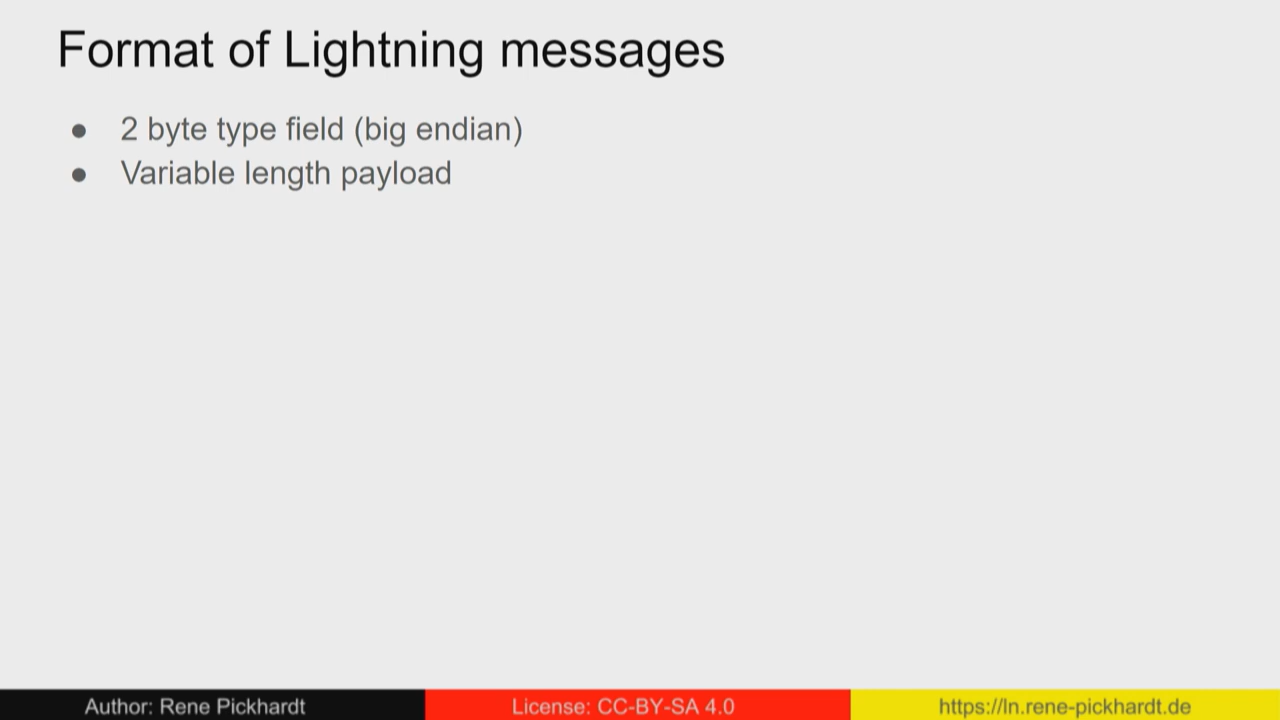 Format of Lightning messages
● 2 byte type field (big endian)
● Variable length payload
Author: Rene Pickhardt
License: CC-BY-SA 4.0
https://ln.rene-pickhardt.de